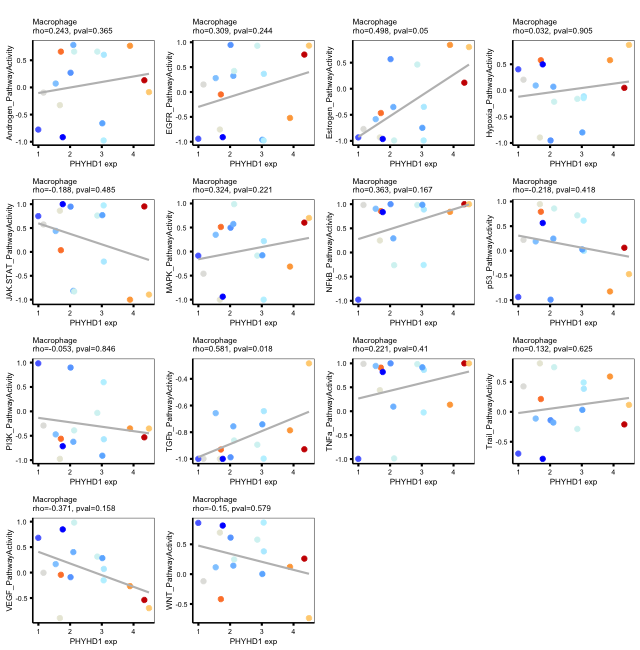 Macrophage
rho=0.243, pval=0.365
Androgen_PathwayActivity
1.0
0.5
0.0
-0.5
-1.0
1 2 3 4
PHYHD1 exp
Macrophage
rho=0.309, pval=0.244
EGFR_PathwayActivity
1.0
0.5
0.0
-0.5
-1.0
1 2 3 4
PHYHD1 exp
Macrophage
rho=0.498, pval=0.05
Estrogen_PathwayActivity
0.5
0.0
-0.5
-1.0
1 2 3 4
PHYHD1 exp
Macrophage
rho=0.032, pval=0.905
Hypoxia_PathwayActivity
0.5
0.0
-0.5
-1.0
1 2 3 4
PHYHD1 exp
Macrophage
rho=-0.188, pval=0.485
JAK.STAT_PathwayActivity
1.0
0.5
0.0
-0.5
-1.0
1 2 3 4
PHYHD1 exp
Macrophage
rho=0.324, pval=0.221
MAPK_PathwayActivity
1.0
0.5
0.0
-0.5
-1.0
1 2 3 4
PHYHD1 exp
Macrophage
rho=0.363, pval=0.167
NFkB_PathwayActivity
1.0
0.5
0.0
-0.5
-1.0
1 2 3 4
PHYHD1 exp
Macrophage
rho=-0.218, pval=0.418
p53_PathwayActivity
1.0
0.5
0.0
-0.5
-1.0
1 2 3 4
PHYHD1 exp
Macrophage
rho=-0.053, pval=0.846
PI3K_PathwayActivity
1.0
0.5
0.0
-0.5
-1.0
1 2 3 4
PHYHD1 exp
Macrophage
rho=0.581, pval=0.018
TGFb_PathwayActivity
-0.4
-0.6
-0.8
-1.0
1 2 3 4
PHYHD1 exp
Macrophage
rho=0.221, pval=0.41
TNFa_PathwayActivity
1.0
0.5
0.0
-0.5
-1.0
1 2 3 4
PHYHD1 exp
Macrophage
rho=0.132, pval=0.625
Trail_PathwayActivity
0.5
0.0
-0.5
1 2 3 4
PHYHD1 exp
Macrophage
rho=-0.371, pval=0.158
VEGF_PathwayActivity
1.0
0.5
0.0
-0.5
1 2 3 4
PHYHD1 exp
Macrophage
rho=-0.15, pval=0.579
WNT_PathwayActivity
0.5
0.0
-0.5
1 2 3 4
PHYHD1 exp